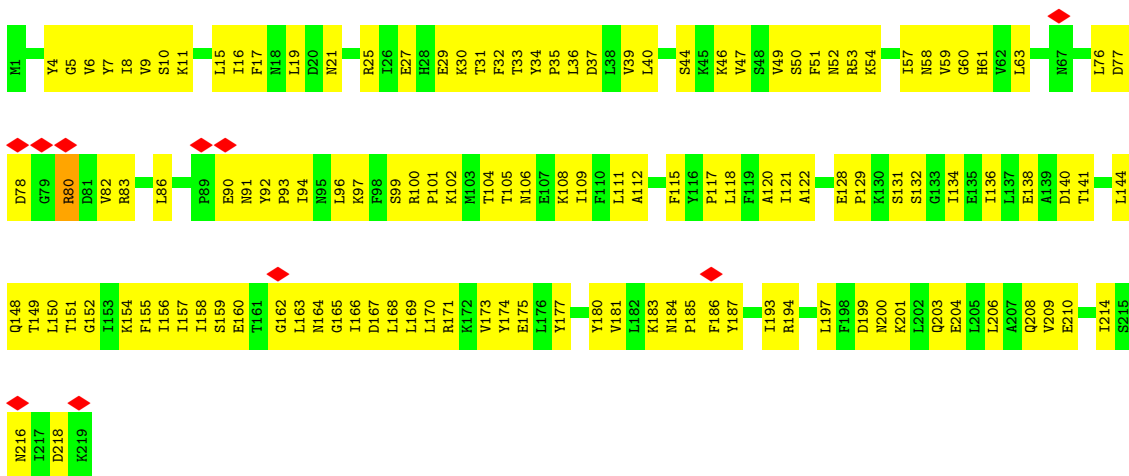 M1 Y4 G5 V6 Y7 I8 V9 S10 K11 L15 I16 F17 N18 L19 D20 N21 R25 I26 E27 H28 E29 K30 T31 F32 T33 Y34 P35 L36 D37 L38 V39 L40 S44 K45 K46 V47 S48 V49 S50 F51 N52 R53 K54 I57 N58 V59 G60 H61 V62 L63 N67 L76 D77
D78 G79 R80 D81 V82 R83 L86 P89 E90 N91 Y92 P93 I94 N95 L96 K97 F98 S99 R100 P101 K102 M103 T104 T105 N106 E107 K108 I109 F110 L111 A112 F115 Y116 P117 L118 F119 A120 I121 A122 E128 P129 K130 S131 S132 G133 I134 E135 I136 L137 E138 A139 D140 T141 L144
Q148 T149 L150 T151 G152 I153 K154 F155 I156 I157 I158 S159 E160 T161 G162 L163 N164 G165 I166 D167 L168 L169 L170 R171 K172 V173 Y174 E175 L176 Y177 Y180 V181 L182 K183 N184 P185 F186 Y187 I193 R194 L197 F198 D199 N200 K201 L202 Q203 E204 L205 L206 A207 Q208 V209 E210 I214 S215
N216 I217 D218 K219